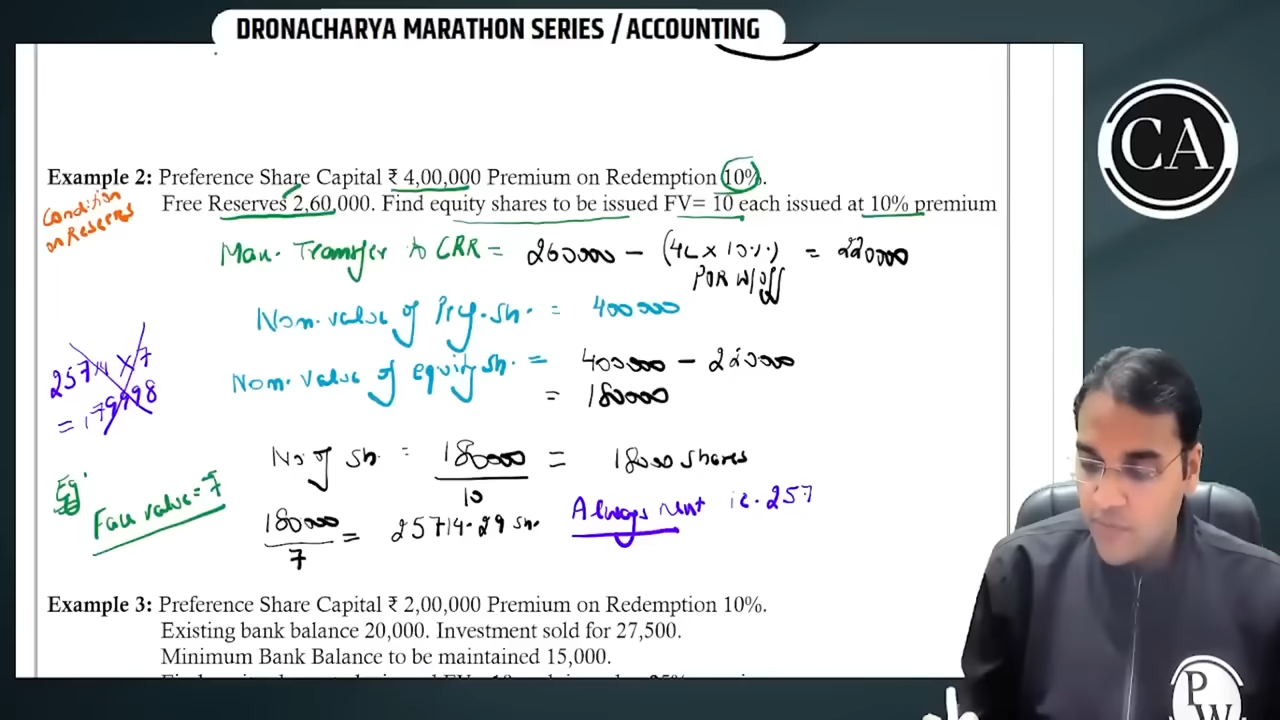 DRONACHARYA MARATHON SERIES / ACCOUNTING
CA
Example 2: Preference Share Capital ₹ 4,00,000 Premium on Redemption 10%.
Free Reserves 2,60,000. Find equity shares to be issued FV= 10 each issued at 10% premium
Condition
on Reserves
Max. Transfer to CRR = 260000 - (4L × 10%) = 220000
POR W/off
Nom. value of Pref. sh. = 400000
Nom. Value of equity sh. = 400000 - 220000
= 180000
25714 × 7
= 179998
No of sh. = 180000 / 10 = 18000 shares
Eg:
Face value = 7
180000 / 7 = 25714.29 sh. Always next ie. 257
Example 3: Preference Share Capital ₹ 2,00,000 Premium on Redemption 10%.
Existing bank balance 20,000. Investment sold for 27,500.
Minimum Bank Balance to be maintained 15,000.
P
W